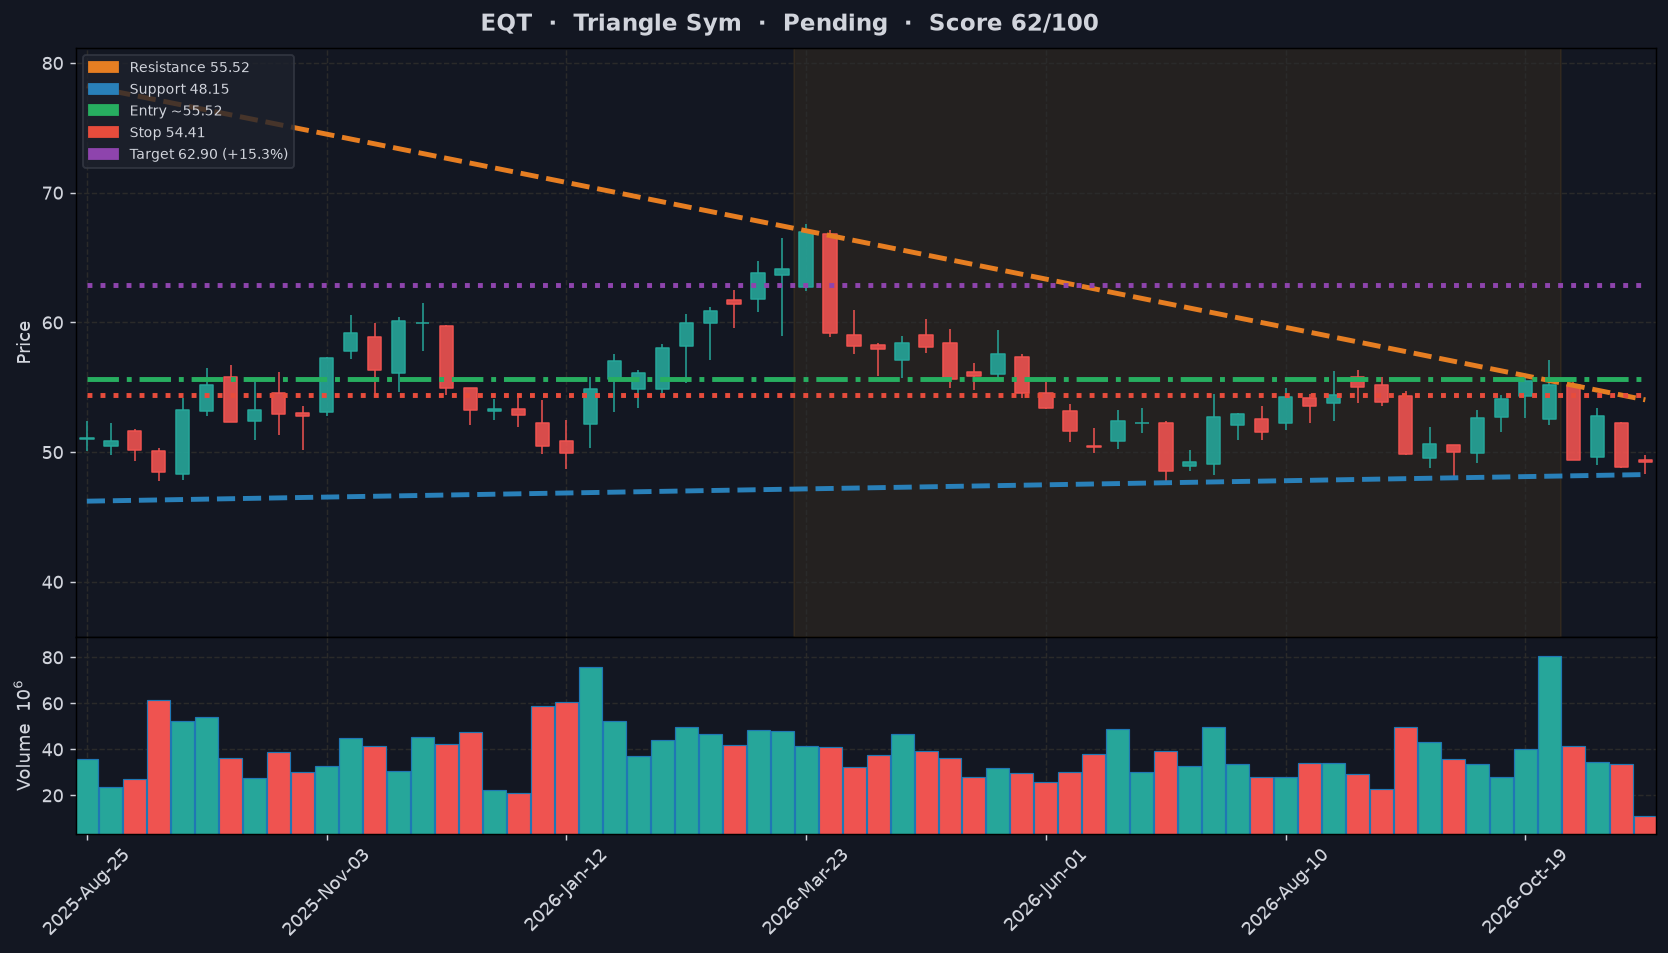 EQT · Triangle Sym · Pending · Score 62/100
Resistance 55.52
Support 48.15
Entry ~55.52
Stop 54.41
Target 62.90 (+15.3%)
80
70
60
50
40
Price
80
60
40
20
Volume 10⁶
2025-Aug-25
2025-Nov-03
2026-Jan-12
2026-Mar-23
2026-Jun-01
2026-Aug-10
2026-Oct-19